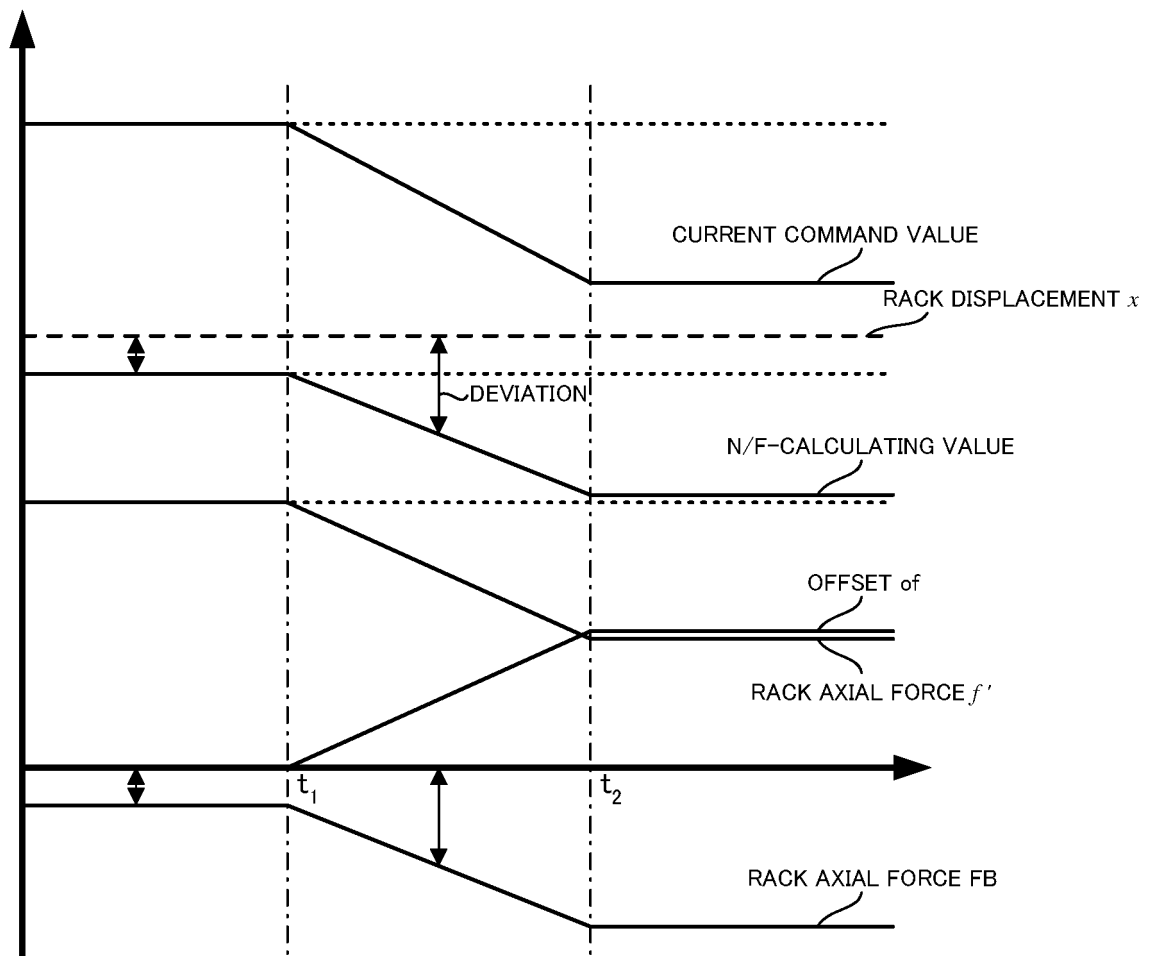 CURRENT COMMAND VALUE
RACK DISPLACEMENT x
DEVIATION
N/F-CALCULATING VALUE
OFFSET of
RACK AXIAL FORCE f'
t1
t2
RACK AXIAL FORCE FB